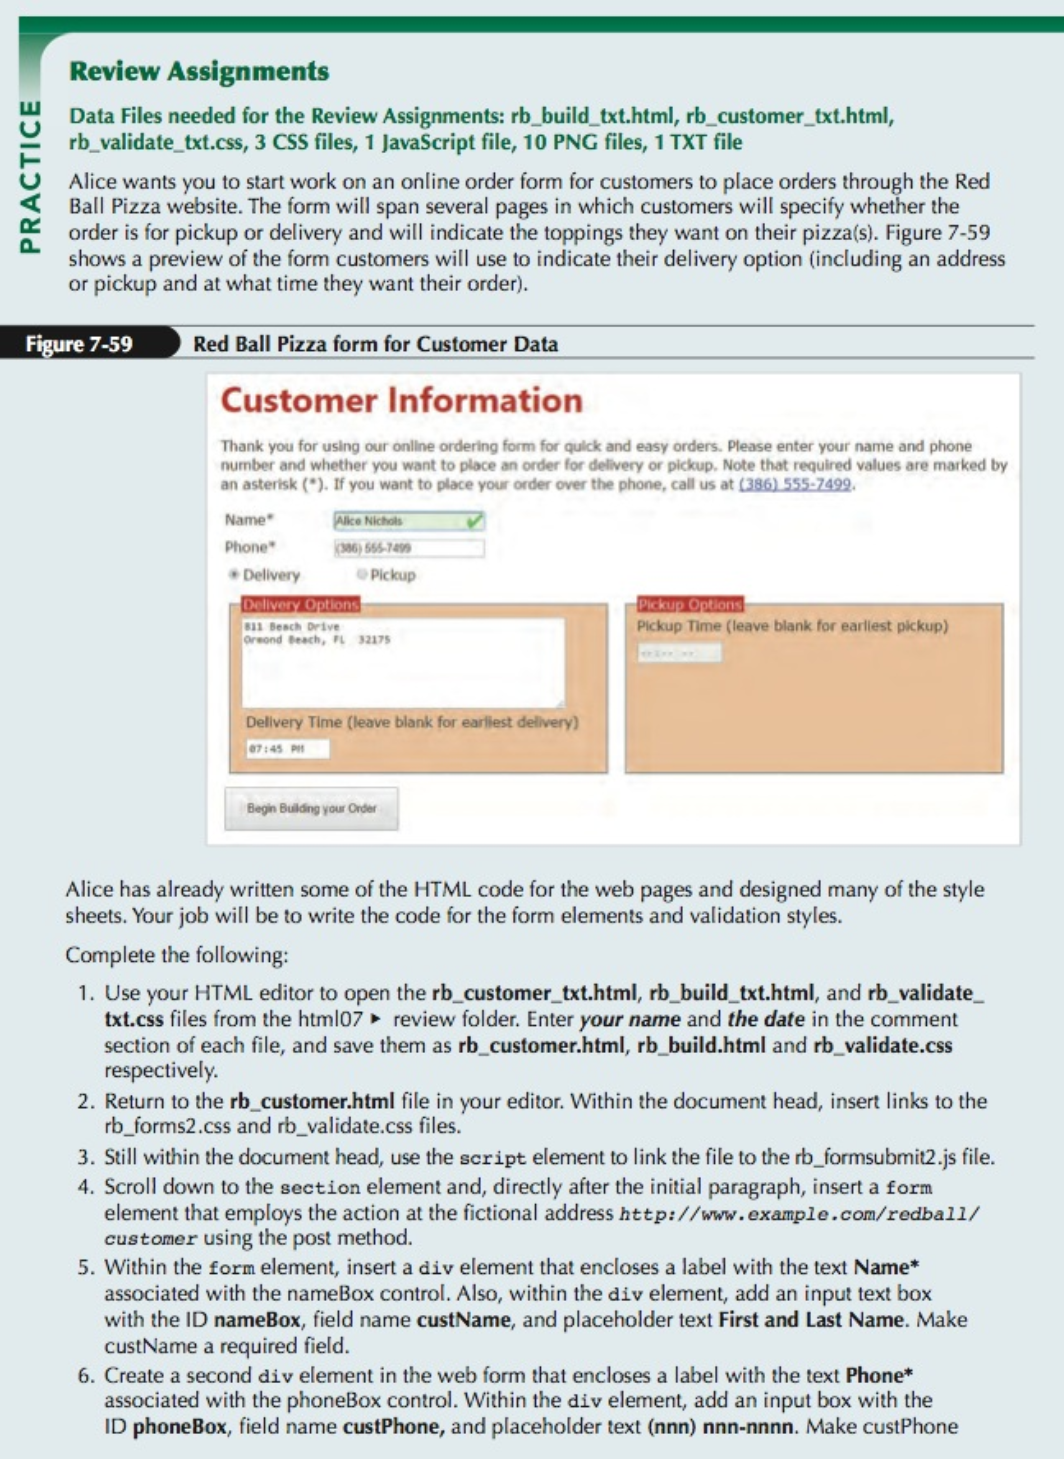 PRACTICE
Review Assignments
Data Files needed for the Review Assignments: rb_build_txt.html, rb_customer_txt.html,
rb_validate_txt.css, 3 CSS files, 1 JavaScript file, 10 PNG files, 1 TXT file
Alice wants you to start work on an online order form for customers to place orders through the Red
Ball Pizza website. The form will span several pages in which customers will specify whether the
order is for pickup or delivery and will indicate the toppings they want on their pizza(s). Figure 7-59
shows a preview of the form customers will use to indicate their delivery option (including an address
or pickup and at what time they want their order).
Figure 7-59 Red Ball Pizza form for Customer Data
Customer Information
Thank you for using our online ordering form for quick and easy orders. Please enter your name and phone
number and whether you want to place an order for delivery or pickup. Note that required values are marked by
an asterisk (*). If you want to place your order over the phone, call us at (386) 555-7499.
Name* Alice Nichols
Phone* (386) 555-7499
Delivery Pickup
Delivery Options
811 Beach Drive
Ormond Beach, FL 32175
Delivery Time (leave blank for earliest delivery)
07:45 PM
Pickup Options
Pickup Time (leave blank for earliest pickup)
--:-- --
Begin Building your Order
Alice has already written some of the HTML code for the web pages and designed many of the style
sheets. Your job will be to write the code for the form elements and validation styles.
Complete the following:
1. Use your HTML editor to open the rb_customer_txt.html, rb_build_txt.html, and rb_validate_
txt.css files from the html07 ▸ review folder. Enter your name and the date in the comment
section of each file, and save them as rb_customer.html, rb_build.html and rb_validate.css
respectively.
2. Return to the rb_customer.html file in your editor. Within the document head, insert links to the
rb_forms2.css and rb_validate.css files.
3. Still within the document head, use the script element to link the file to the rb_formsubmit2.js file.
4. Scroll down to the section element and, directly after the initial paragraph, insert a form
element that employs the action at the fictional address http://www.example.com/redball/
customer using the post method.
5. Within the form element, insert a div element that encloses a label with the text Name*
associated with the nameBox control. Also, within the div element, add an input text box
with the ID nameBox, field name custName, and placeholder text First and Last Name. Make
custName a required field.
6. Create a second div element in the web form that encloses a label with the text Phone*
associated with the phoneBox control. Within the div element, add an input box with the
ID phoneBox, field name custPhone, and placeholder text (nnn) nnn-nnnn. Make custPhone